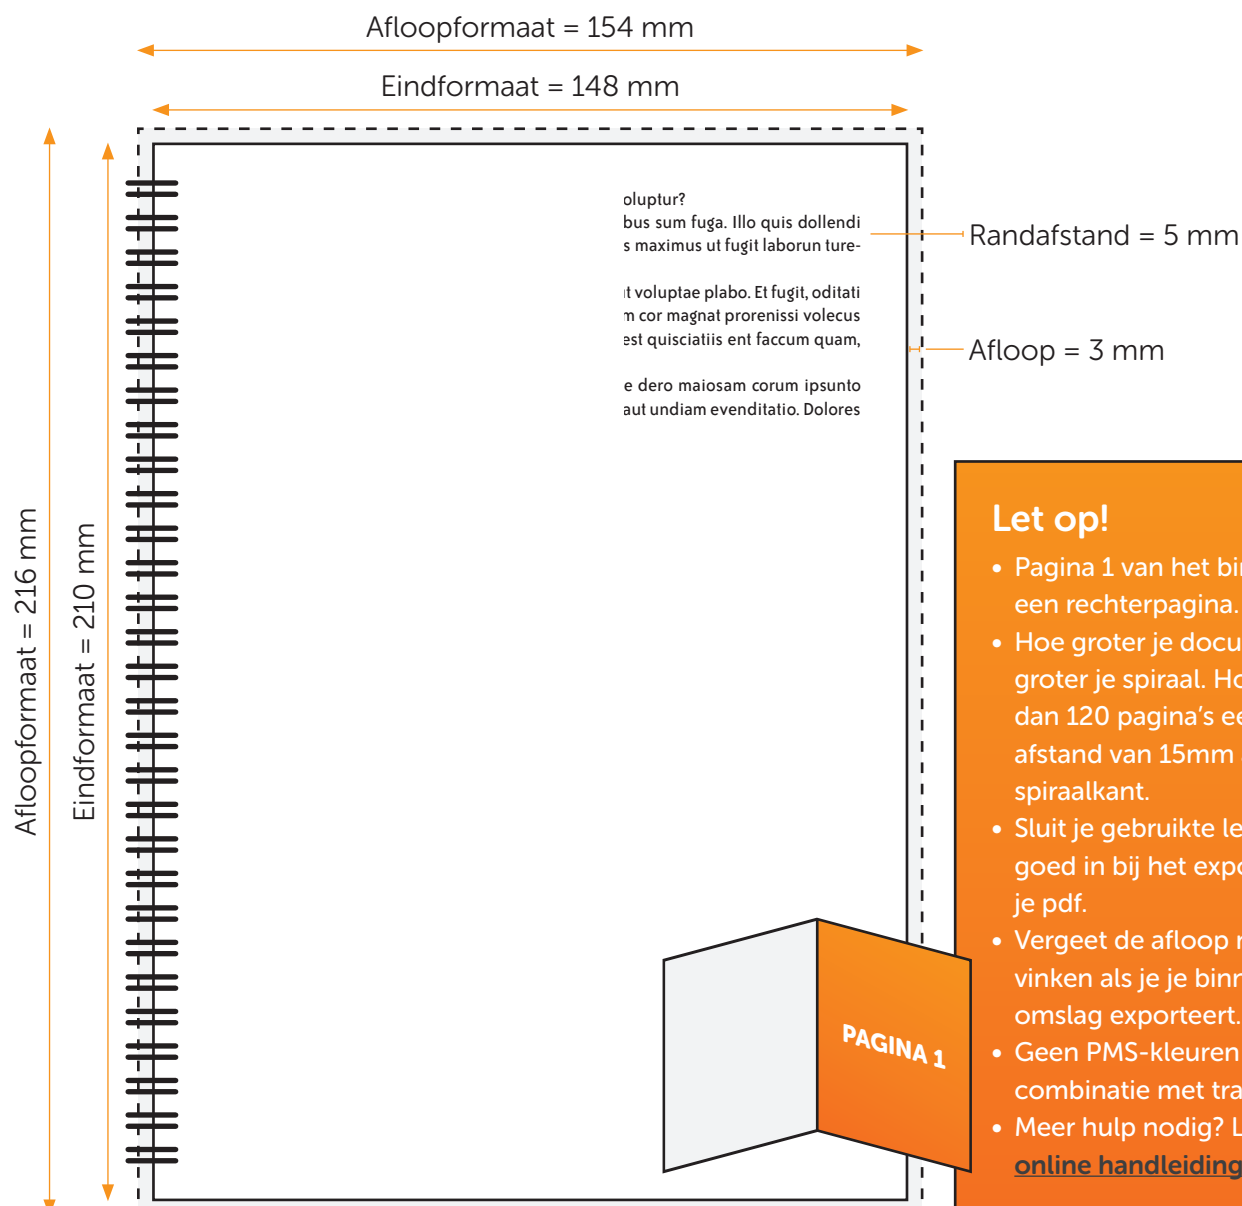 Afloopformaat = 154 mm
Eindformaat = 148 mm
Afloopformaat = 216 mm
Eindformaat = 210 mm
oluptur?
bus sum fuga. Illo quis dollendi
s maximus ut fugit laborun ture-
t voluptae plabo. Et fugit, oditati
m cor magnat prorenissi volecus
est quisciatiis ent faccum quam,
e dero maiosam corum ipsunto
aut undiam evenditatio. Dolores
Randafstand = 5 mm
Afloop = 3 mm
Let op!
• Pagina 1 van het bin
een rechterpagina.
• Hoe groter je docu
groter je spiraal. Ho
dan 120 pagina's ee
afstand van 15mm
spiraalkant.
• Sluit je gebruikte le
goed in bij het expo
je pdf.
• Vergeet de afloop
vinken als je je binn
omslag exporteert.
• Geen PMS-kleuren
combinatie met tra
• Meer hulp nodig? L
online handleiding
PAGINA 1